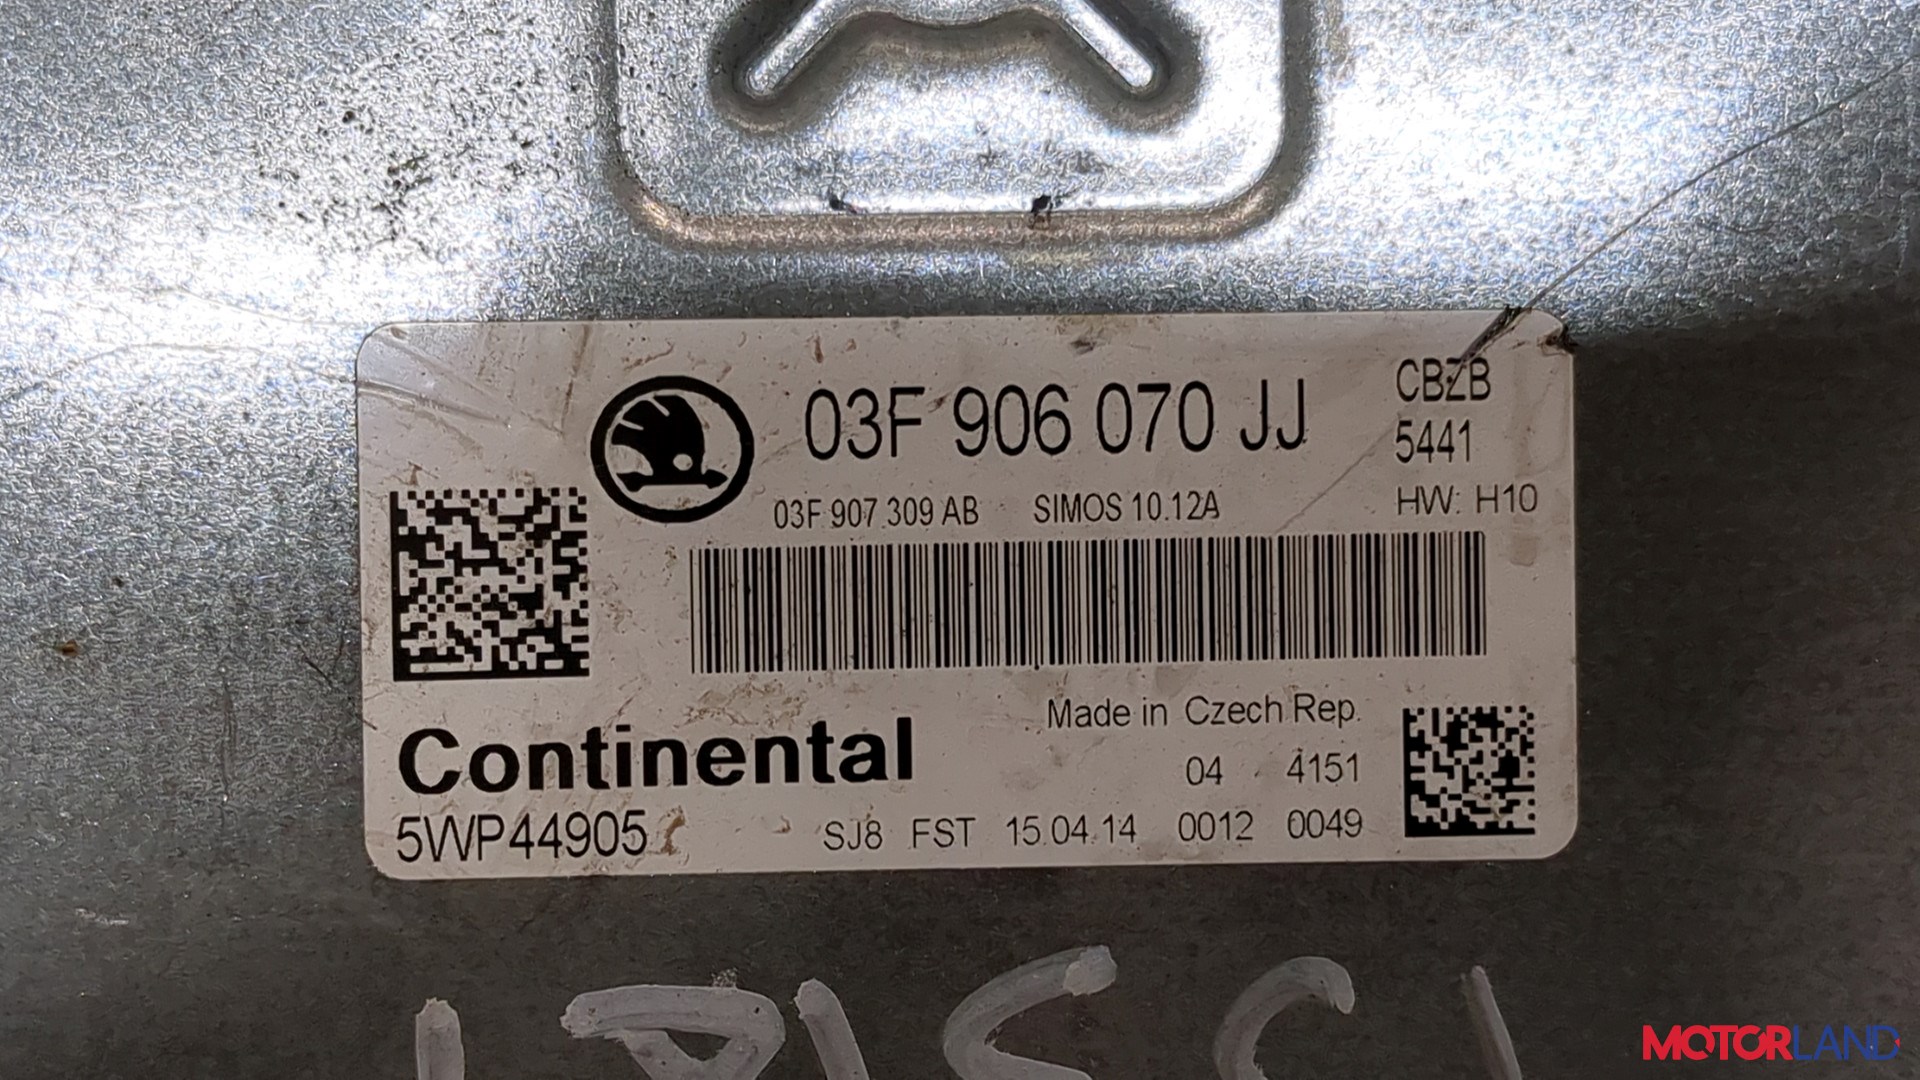 03F 906 070 JJ
CBZB
5441
03F 907 309 AB SIMOS 10.12A
HW: H10
Made in Czech Rep.
Continental
04 4151
5WP44905
SJ8 FST 15.04.14 0012 0049
MOTORLAND